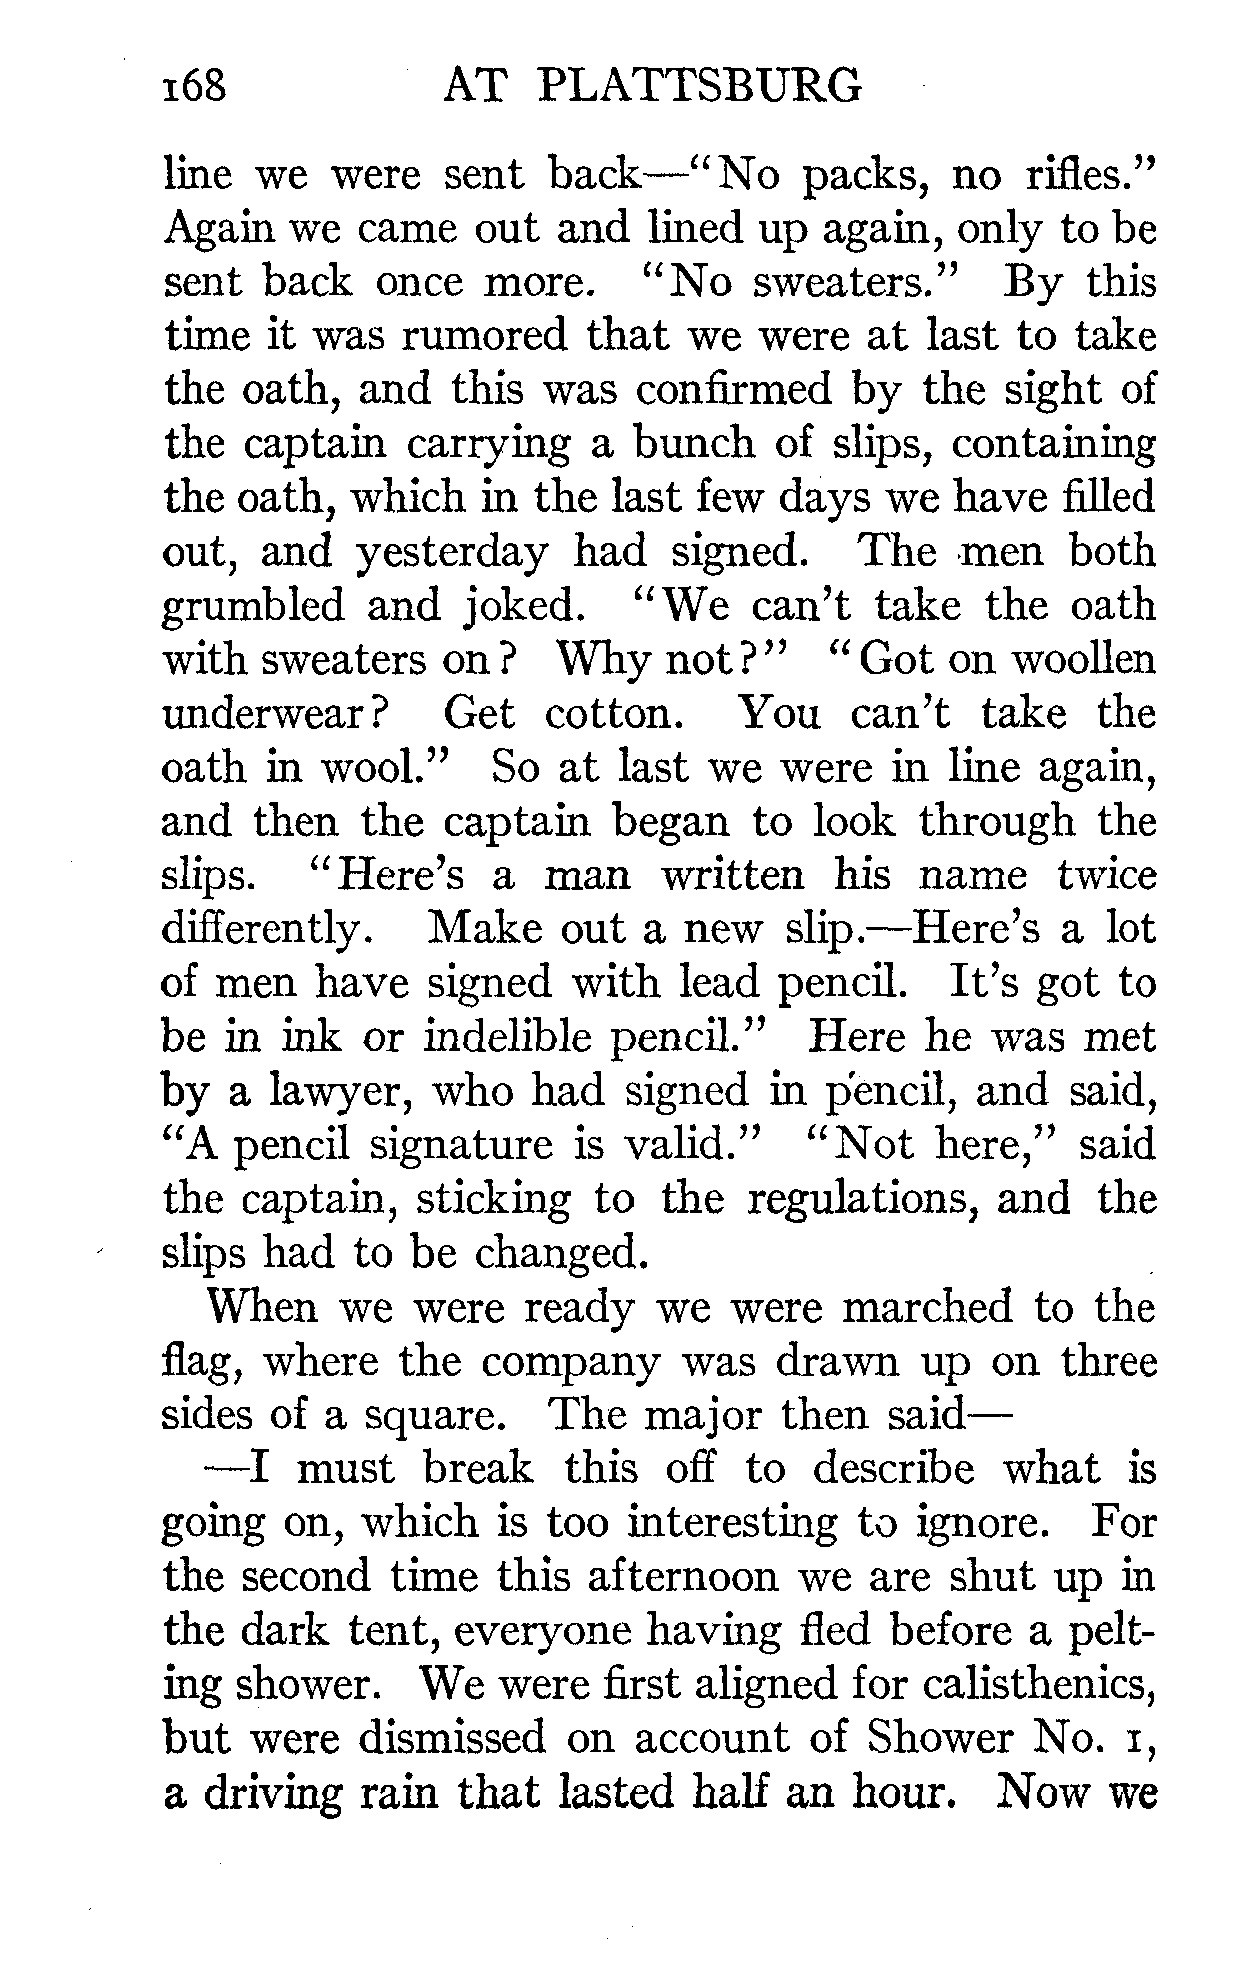 168 AT PLATTSBURG
line we were sent back—"No packs, no rifles."
Again we came out and lined up again, only to be
sent back once more. "No sweaters." By this
time it was rumored that we were at last to take
the oath, and this was confirmed by the sight of
the captain carrying a bunch of slips, containing
the oath, which in the last few days we have filled
out, and yesterday had signed. The men both
grumbled and joked. "We can't take the oath
with sweaters on? Why not?" "Got on woollen
underwear? Get cotton. You can't take the
oath in wool." So at last we were in line again,
and then the captain began to look through the
slips. "Here's a man written his name twice
differently. Make out a new slip.—Here's a lot
of men have signed with lead pencil. It's got to
be in ink or indelible pencil." Here he was met
by a lawyer, who had signed in pencil, and said,
"A pencil signature is valid." "Not here," said
the captain, sticking to the regulations, and the
slips had to be changed.
When we were ready we were marched to the
flag, where the company was drawn up on three
sides of a square. The major then said—
—I must break this off to describe what is
going on, which is too interesting to ignore. For
the second time this afternoon we are shut up in
the dark tent, everyone having fled before a pelt-
ing shower. We were first aligned for calisthenics,
but were dismissed on account of Shower No. 1,
a driving rain that lasted half an hour. Now we